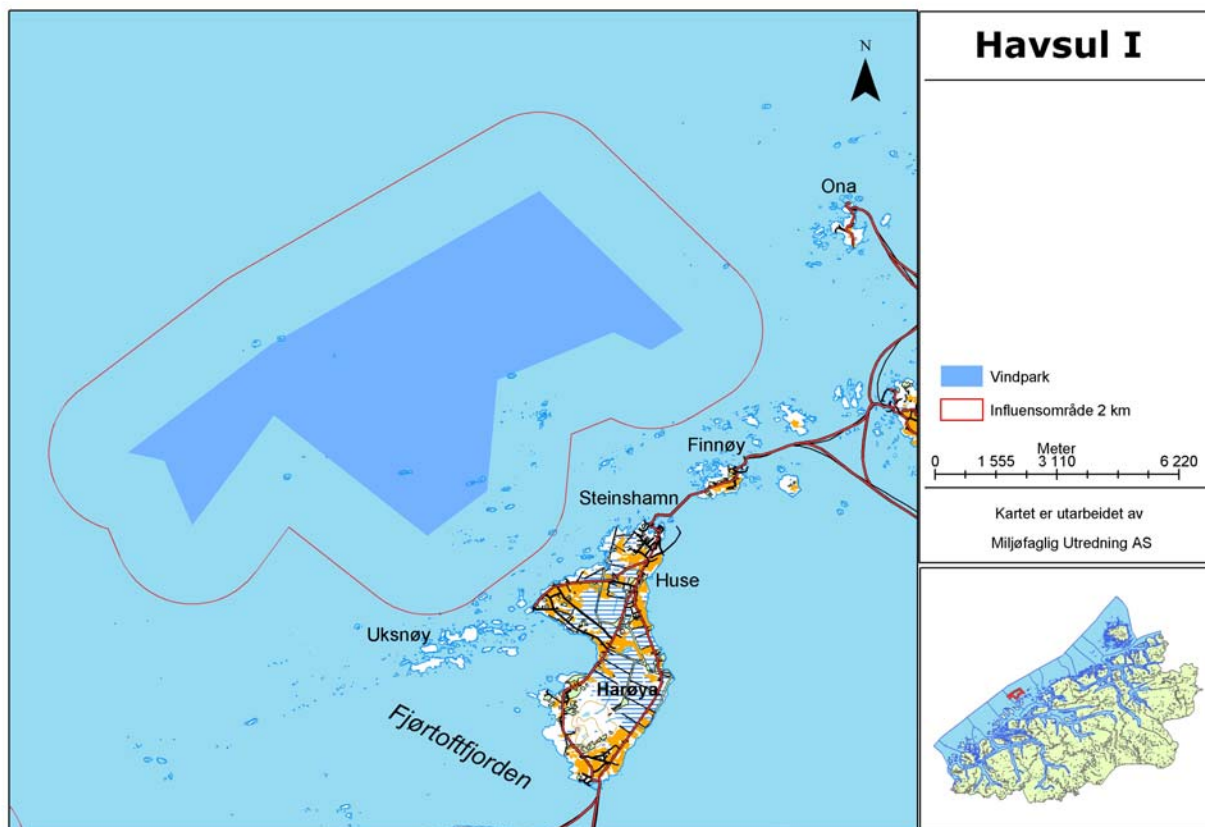 Havsul I
N
Ona
Finnøy
Steinshamn
Huse
Uksnøy
Harøya
Fjørtoftfjorden
Vindpark
Influensområde 2 km
Meter
0 1 555 3 110 6 220
Kartet er utarbeidet av
Miljøfaglig Utredning AS